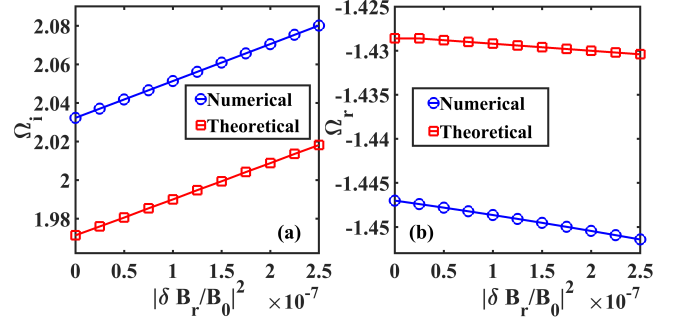 2.08
2.06
2.04
2.02
2
1.98
Ω_i
Numerical
Theoretical
(a)
0 0.5 1 1.5 2 2.5
|δ B_r/B_0|^2 ×10^-7
-1.425
-1.43
-1.435
-1.44
-1.445
-1.45
Ω_r
Numerical
Theoretical
(b)
0 0.5 1 1.5 2 2.5
|δ B_r/B_0|^2 ×10^-7